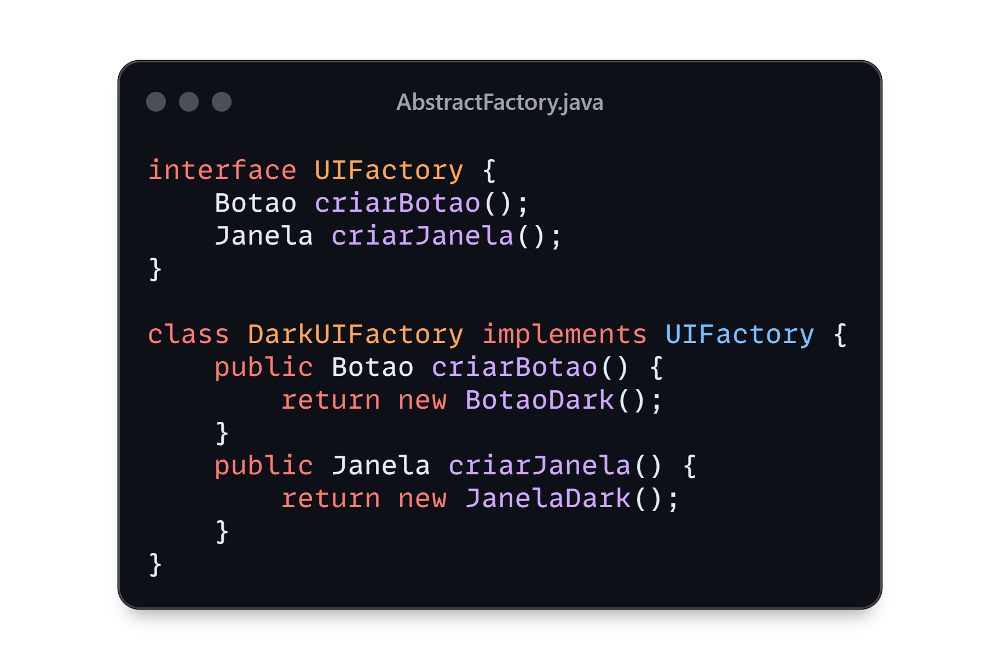 AbstractFactory.java
interface UIFactory {
    Botao criarBotao();
    Janela criarJanela();
}
class DarkUIFactory implements UIFactory {
    public Botao criarBotao() {
        return new BotaoDark();
    }
    public Janela criarJanela() {
        return new JanelaDark();
    }
}